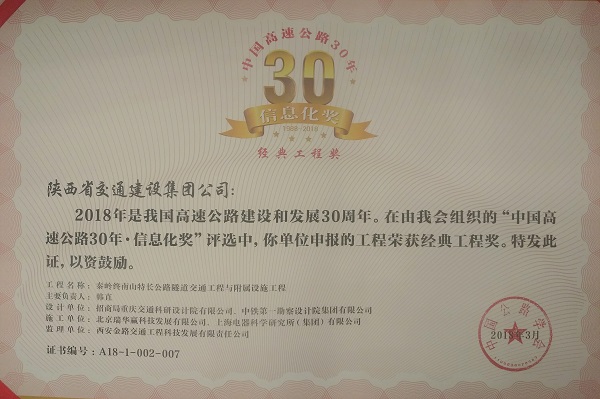 中国高速公路30年
30
信息化奖
1988-2018
经典工程奖
陕西省交通建设集团公司：
2018年是我国高速公路建设和发展30周年。在由我会组织的“中国高
速公路30年·信息化奖”评选中，你单位申报的工程荣获经典工程奖。特发此
证，以资鼓励。
工程名称：秦岭终南山特长公路隧道交通工程与附属设施工程
主要负责人：韩直
设计单位：招商局重庆交通科研设计院有限公司、中铁第一勘察设计院集团有限公司
施工单位：北京瑞华赢科技发展有限公司、上海电器科学研究所（集团）有限公司
监理单位：西安金路交通工程科技发展有限责任公司
证书编号：A18-1-002-007
中国公路学会
2018年3月